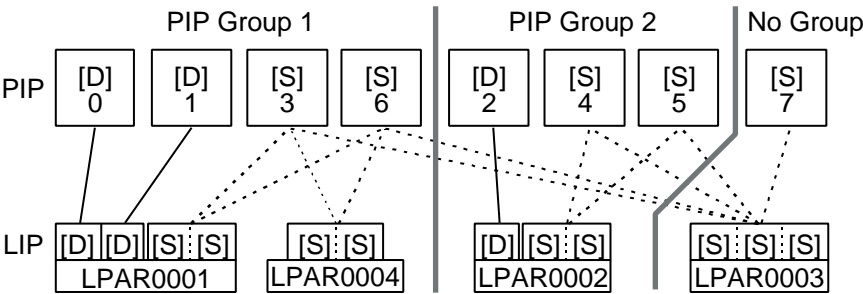 PIP Group 1 PIP Group 2 No Group
PIP [D] [D] [S] [S] [D] [S] [S] [S]
0 1 3 6 2 4 5 7
LIP [D] [D] [S] [S] [S] [S] [D] [S] [S] [S] [S] [S]
LPAR0001 LPAR0004 LPAR0002 LPAR0003